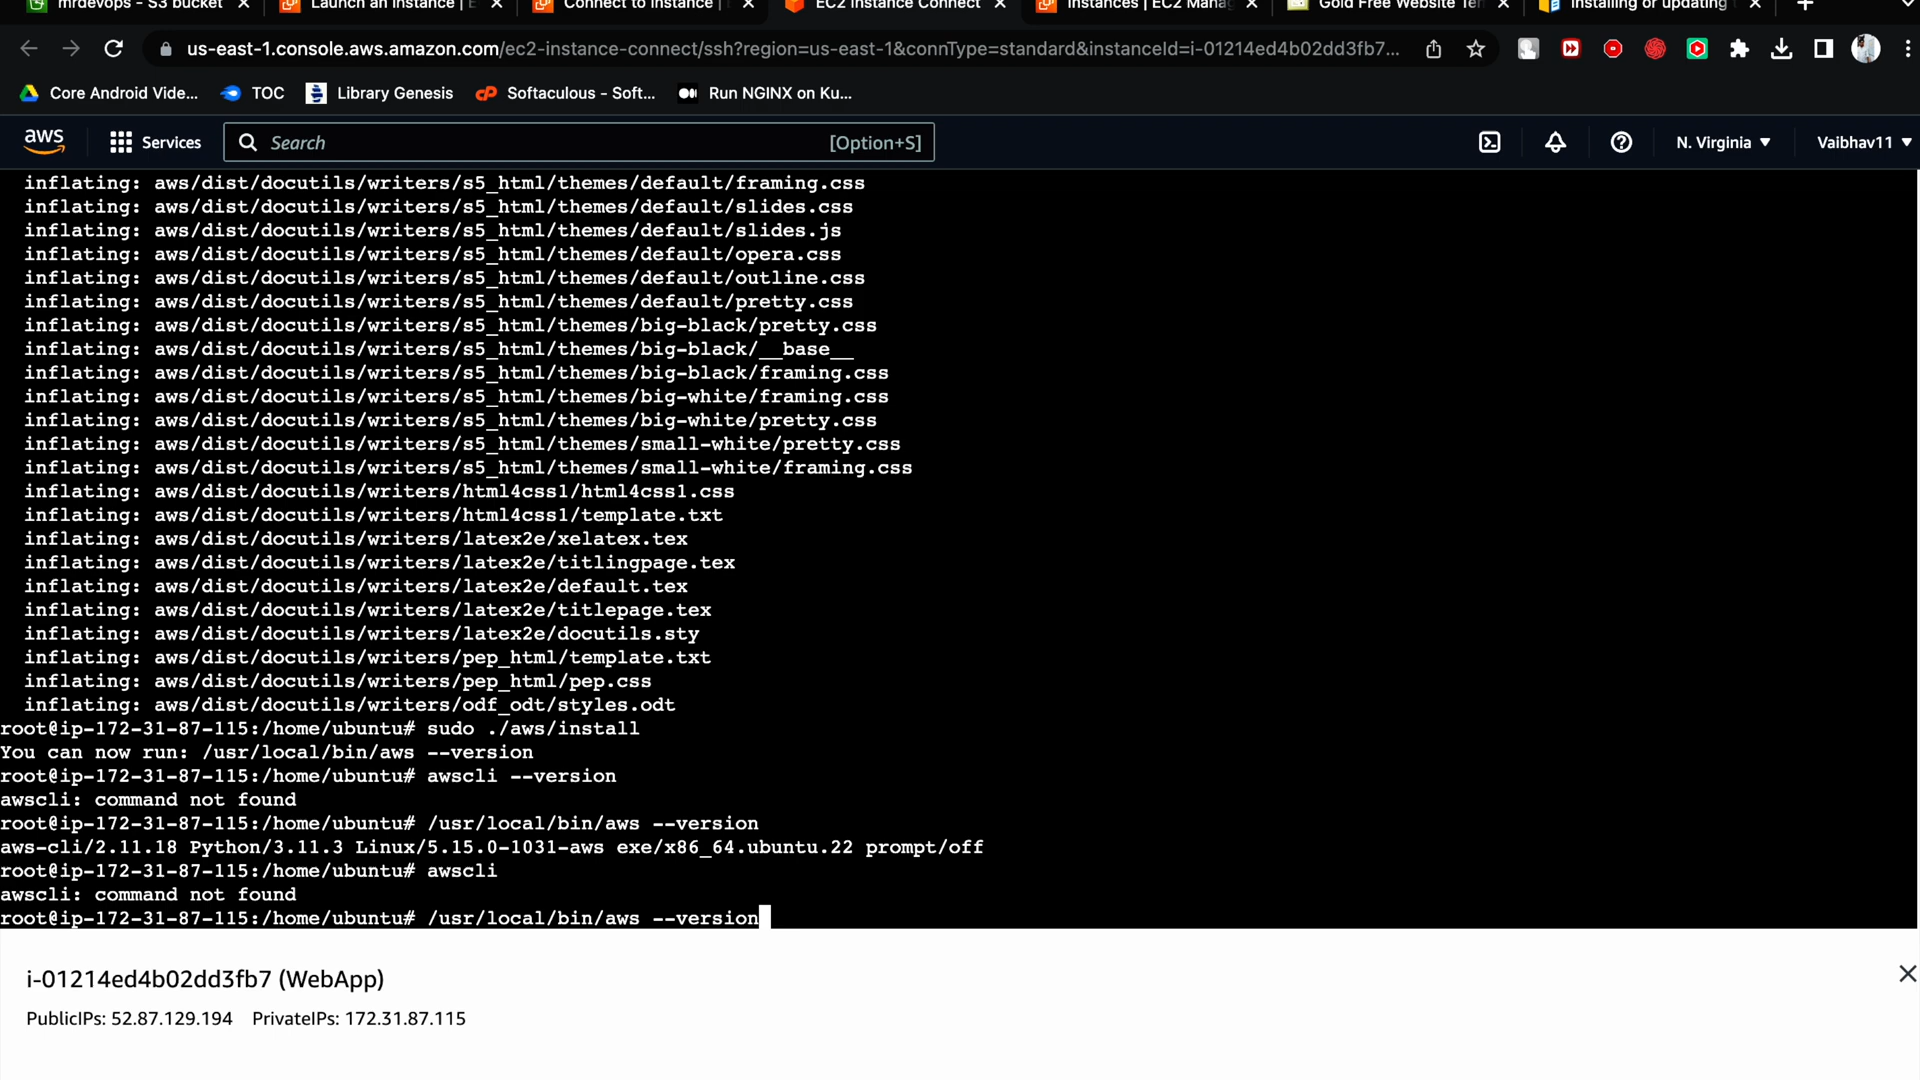 mrdevops - S3 bucket
Launch an instance | E
Connect to instance |
EC2 Instance Connect
Instances | EC2 Mana
Gold Free Website Tem
Installing or updating
us-east-1.console.aws.amazon.com/ec2-instance-connect/ssh?region=us-east-1&connType=standard&instanceId=i-01214ed4b02dd3fb7...
Core Android Vide...
TOC
Library Genesis
Softaculous - Soft...
Run NGINX on Ku...
aws
Services
Search
[Option+S]
N. Virginia
Vaibhav11
inflating: aws/dist/docutils/writers/s5_html/themes/default/framing.css
inflating: aws/dist/docutils/writers/s5_html/themes/default/slides.css
inflating: aws/dist/docutils/writers/s5_html/themes/default/slides.js
inflating: aws/dist/docutils/writers/s5_html/themes/default/opera.css
inflating: aws/dist/docutils/writers/s5_html/themes/default/outline.css
inflating: aws/dist/docutils/writers/s5_html/themes/default/pretty.css
inflating: aws/dist/docutils/writers/s5_html/themes/big-black/pretty.css
inflating: aws/dist/docutils/writers/s5_html/themes/big-black/__base__
inflating: aws/dist/docutils/writers/s5_html/themes/big-black/framing.css
inflating: aws/dist/docutils/writers/s5_html/themes/big-white/framing.css
inflating: aws/dist/docutils/writers/s5_html/themes/big-white/pretty.css
inflating: aws/dist/docutils/writers/s5_html/themes/small-white/pretty.css
inflating: aws/dist/docutils/writers/s5_html/themes/small-white/framing.css
inflating: aws/dist/docutils/writers/html4css1/html4css1.css
inflating: aws/dist/docutils/writers/html4css1/template.txt
inflating: aws/dist/docutils/writers/latex2e/xelatex.tex
inflating: aws/dist/docutils/writers/latex2e/titlingpage.tex
inflating: aws/dist/docutils/writers/latex2e/default.tex
inflating: aws/dist/docutils/writers/latex2e/titlepage.tex
inflating: aws/dist/docutils/writers/latex2e/docutils.sty
inflating: aws/dist/docutils/writers/pep_html/template.txt
inflating: aws/dist/docutils/writers/pep_html/pep.css
inflating: aws/dist/docutils/writers/odf_odt/styles.odt
root@ip-172-31-87-115:/home/ubuntu# sudo ./aws/install
You can now run: /usr/local/bin/aws --version
root@ip-172-31-87-115:/home/ubuntu# awscli --version
awscli: command not found
root@ip-172-31-87-115:/home/ubuntu# /usr/local/bin/aws --version
aws-cli/2.11.18 Python/3.11.3 Linux/5.15.0-1031-aws exe/x86_64.ubuntu.22 prompt/off
root@ip-172-31-87-115:/home/ubuntu# awscli
awscli: command not found
root@ip-172-31-87-115:/home/ubuntu# /usr/local/bin/aws --version
i-01214ed4b02dd3fb7 (WebApp)
PublicIPs: 52.87.129.194 PrivateIPs: 172.31.87.115